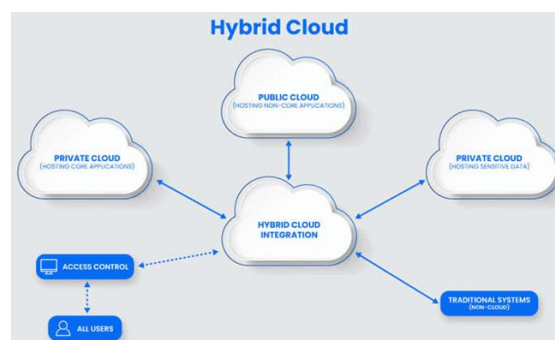 Hybrid Cloud
PUBLIC CLOUD
(HOSTING NON-CORE APPLICATIONS)
PRIVATE CLOUD
(HOSTING CORE APPLICATIONS)
PRIVATE CLOUD
(HOSTING SENSITIVE DATA)
HYBRID CLOUD
INTEGRATION
ACCESS CONTROL
TRADITIONAL SYSTEMS
(NON-CLOUD)
ALL USERS